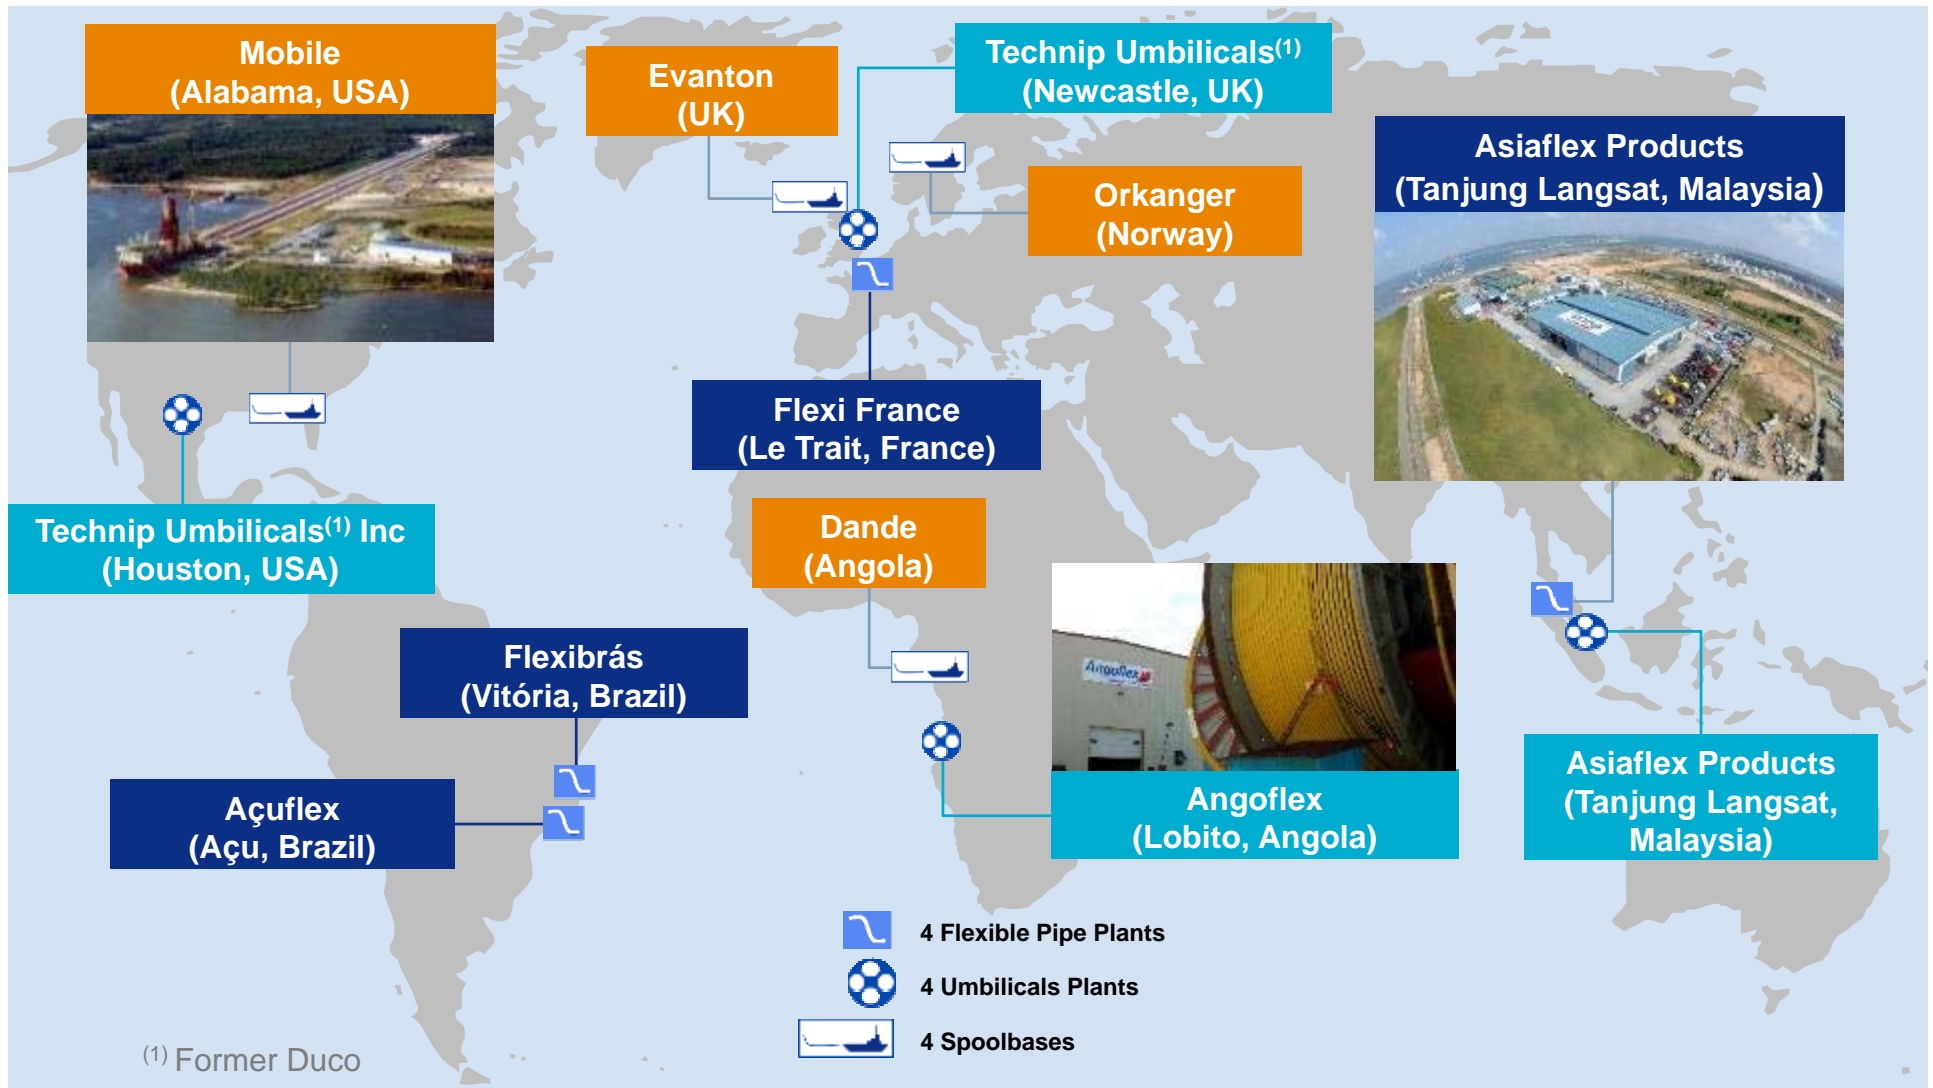 Mobile
(Alabama, USA)
Evanton
(UK)
Technip Umbilicals(1)
(Newcastle, UK)
Asiaflex Products
(Tanjung Langsat, Malaysia)
Orkanger
(Norway)
Flexi France
(Le Trait, France)
Technip Umbilicals(1) Inc
(Houston, USA)
Dande
(Angola)
Angoflex
Flexibrás
(Vitória, Brazil)
Açuflex
(Açu, Brazil)
Angoflex
(Lobito, Angola)
Asiaflex Products
(Tanjung Langsat,
Malaysia)
4 Flexible Pipe Plants
4 Umbilicals Plants
4 Spoolbases
(1) Former Duco